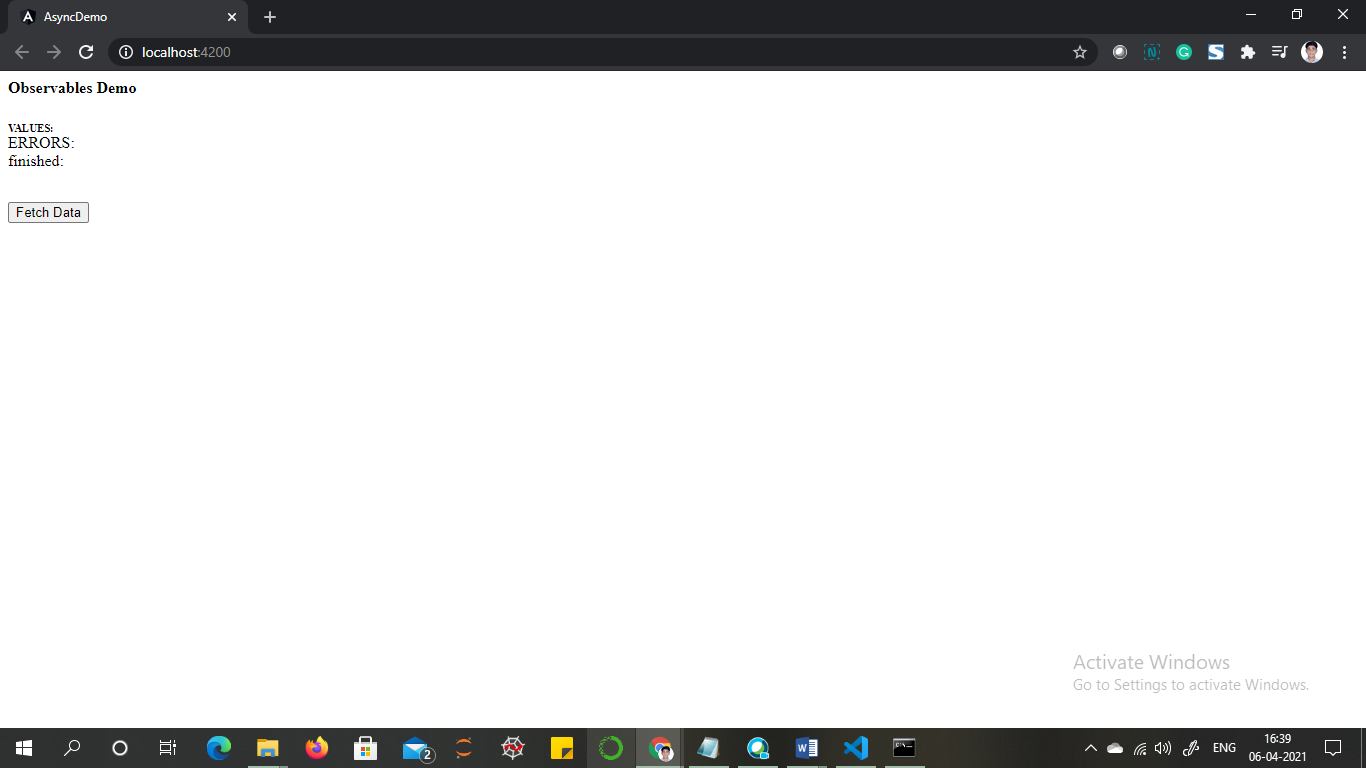 AsyncDemo
localhost:4200
Observables Demo
VALUES:
ERRORS:
finished:
Fetch Data
Activate Windows
Go to Settings to activate Windows.
2
ENG
16:39
06-04-2021